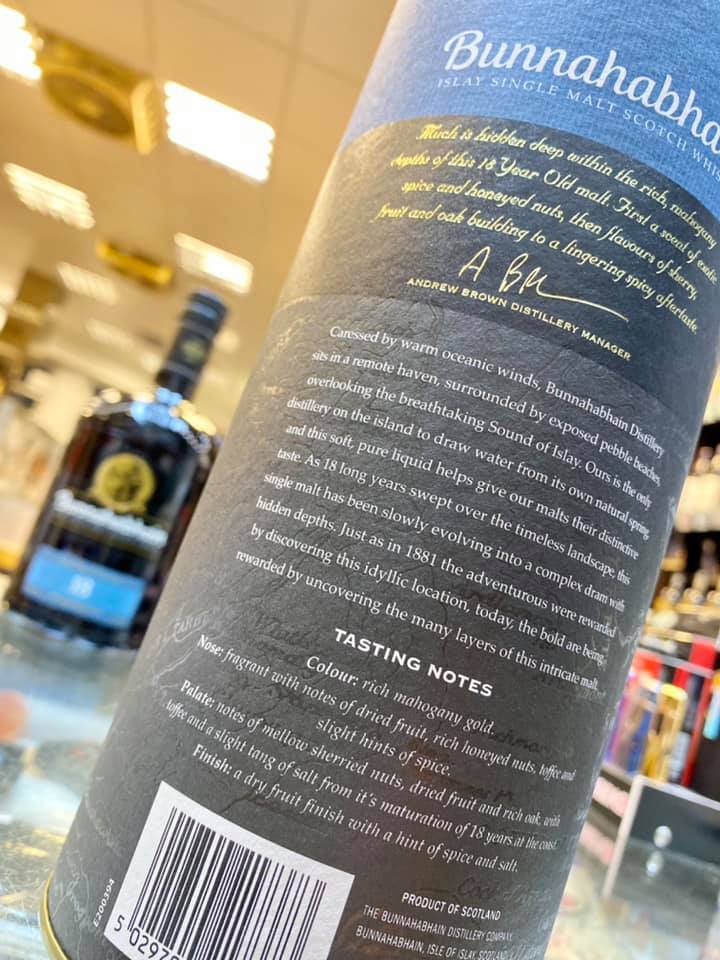 Bunnahabha
ISLAY SINGLE MALT SCOTCH WHIS
Much is hidden deep within the rich, mahogany
depths of this 18 Year Old malt. First a scent of exotic
spice and honeyed nuts, then flavours of sherry,
fruit and oak building to a lingering spicy aftertaste.
ANDREW BROWN DISTILLERY MANAGER
Caressed by warm oceanic winds, Bunnahabhain Distillery
sits in a remote haven, surrounded by exposed pebble beaches,
overlooking the breathtaking Sound of Islay. Ours is the only
distillery on the island to draw water from its own natural spring
and this soft, pure liquid helps give our malts their distinctive
taste. As 18 long years swept over the timeless landscape, this
single malt has been slowly evolving into a complex dram with
hidden depths. Just as in 1881 the adventurous were rewarded
by discovering this idyllic location, today, the bold are being
rewarded by uncovering the many layers of this intricate malt.
TASTING NOTES
Colour: rich mahogany gold.
Nose: fragrant with notes of dried fruit, rich honeyed nuts, toffee and
slight hints of spice.
Palate: notes of mellow sherried nuts, dried fruit and rich oak, with
toffee and a slight tang of salt from it's maturation of 18 years at the coast.
Finish: a dry fruit finish with a hint of spice and salt.
E200394
5 0297
PRODUCT OF SCOTLAND
THE BUNNAHABHAIN DISTILLERY COMPANY
BUNNAHABHAIN, ISLE OF ISLAY, SCOTLAND
Bunnahabhain
18